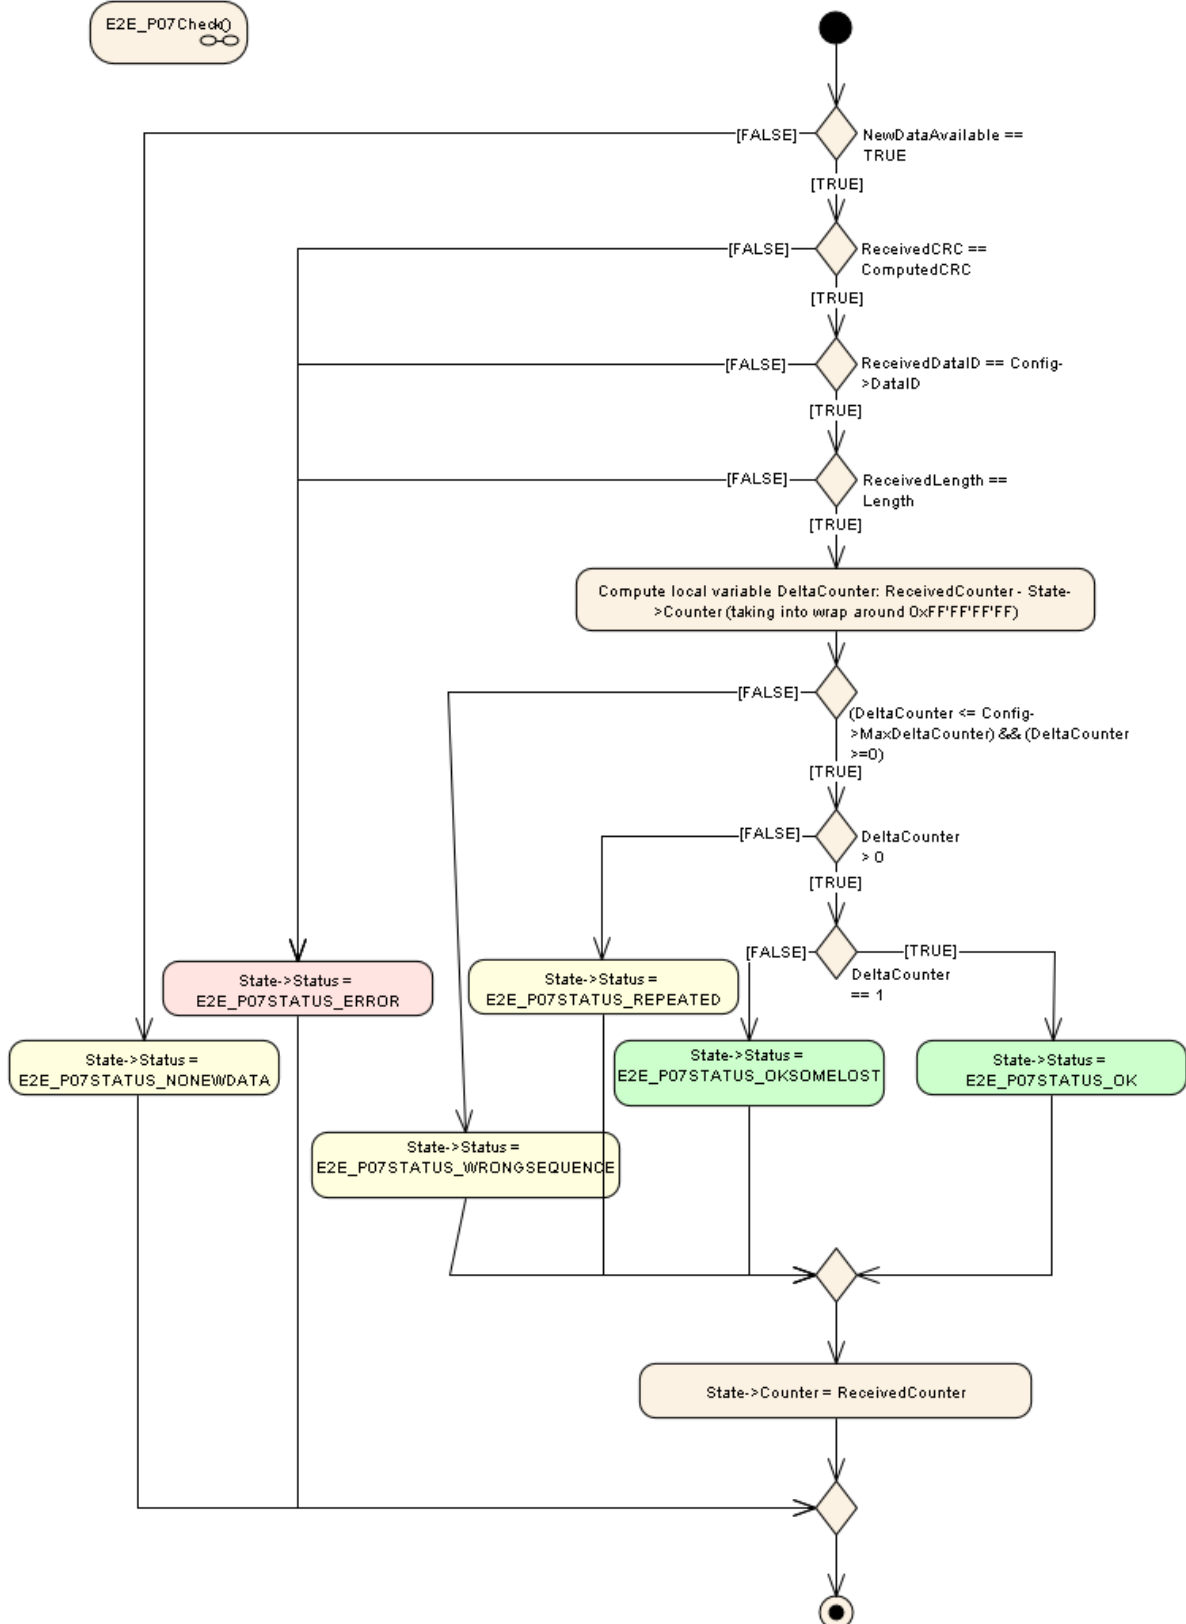 E2E_P07Check()
[FALSE]
NewDataAvailable ==
TRUE
[TRUE]
[FALSE]
ReceivedCRC ==
ComputedCRC
[TRUE]
[FALSE]
ReceivedDataID == Config-
>DataID
[TRUE]
[FALSE]
ReceivedLength ==
Length
[TRUE]
Compute local variable DeltaCounter: ReceivedCounter - State-
>Counter (taking into wrap around 0xFF'FF'FF'FF)
[FALSE]
(DeltaCounter <= Config-
>MaxDeltaCounter) && (DeltaCounter
>=0)
[TRUE]
[FALSE]
DeltaCounter
> 0
[TRUE]
[FALSE]
[TRUE]
DeltaCounter
== 1
State->Status =
E2E_P07STATUS_ERROR
State->Status =
E2E_P07STATUS_REPEATED
State->Status =
E2E_P07STATUS_NONEWDATA
State->Status =
E2E_P07STATUS_OKSOMELOST
State->Status =
E2E_P07STATUS_OK
State->Status =
E2E_P07STATUS_WRONGSEQUENCE
State->Counter = ReceivedCounter